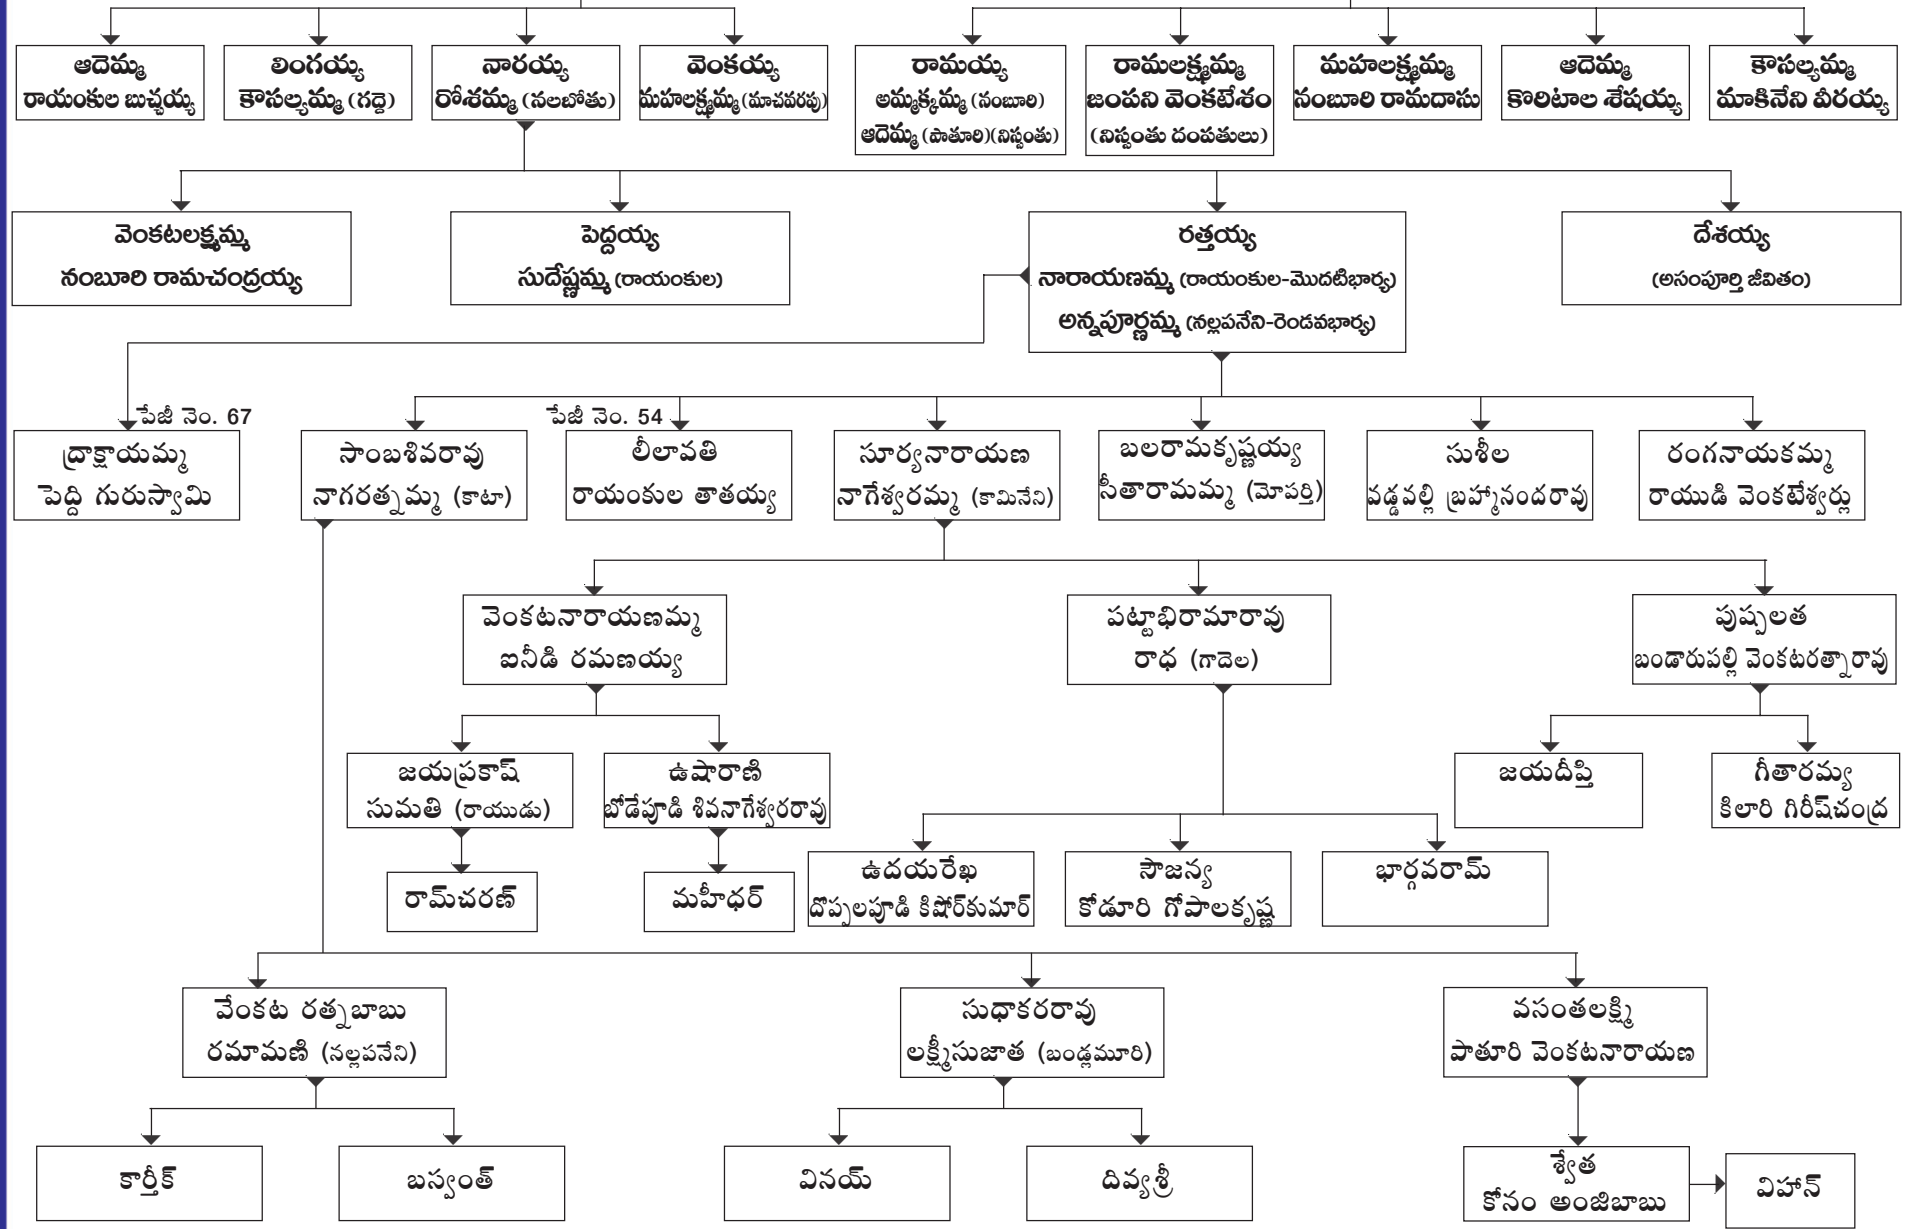 ఆదెమ్మ
రాయంకుల బుచ్చయ్య
లింగయ్య
కౌసల్యమ్మ (గద్దె)
నారయ్య
రోశమ్మ (నలబోతు)
వెంకయ్య
మహలక్ష్మమ్మ (మాచవరపు)
రామయ్య
అమ్మక్కమ్మ (నంబూరి)
ఆదెమ్మ (పాతూరి)(నిస్సంతు)
రామలక్ష్మమ్మ
జంపని వెంకటేశం
(నిస్సంతు దంపతులు)
మహలక్ష్మమ్మ
నంబూరి రామదాసు
ఆదెమ్మ
కొరిటాల శేషయ్య
కౌసల్యమ్మ
మాకినేని వీరయ్య
వెంకటలక్ష్మమ్మ
నంబూరి రామచంద్రయ్య
పెద్దయ్య
సుదేష్ణమ్మ (రాయంకుల)
రత్తయ్య
నారాయణమ్మ (రాయంకుల-మొదటిభార్య)
అన్నపూర్ణమ్మ (నల్లపనేని-రెండవభార్య)
దేశయ్య
(అసంపూర్తి జీవితం)
పేజీ నెం. 67
ద్రాక్షాయమ్మ
పెద్ది గురుస్వామి
సాంబశివరావు
నాగరత్నమ్మ (కాటా)
పేజీ నెం. 54
లీలావతి
రాయంకుల తాతయ్య
సూర్యనారాయణ
నాగేశ్వరమ్మ (కామినేని)
బలరామకృష్ణయ్య
సీతారామమ్మ (మోపర్తి)
సుశీల
వడ్డవల్లి బ్రహ్మానందరావు
రంగనాయకమ్మ
రాయుడి వెంకటేశ్వర్లు
వెంకటనారాయణమ్మ
ఐనీడి రమణయ్య
పట్టాభిరామారావు
రాధ (గాదెల)
పుష్పలత
బండారుపల్లి వెంకటరత్నారావు
జయప్రకాష్
సుమతి (రాయుడు)
ఉషారాణి
బోడేపూడి శివనాగేశ్వరరావు
జయదీప్తి
గీతారమ్య
కిలారి గిరీష్‌చంద్ర
రామ్‌చరణ్
మహీధర్
ఉదయరేఖ
దొప్పలపూడి కిషోర్‌కుమార్
సౌజన్య
కోడూరి గోపాలకృష్ణ
భార్గవరామ్
వేంకట రత్నబాబు
రమామణి (నల్లపనేని)
సుధాకరరావు
లక్ష్మీసుజాత (బండ్లమూరి)
వసంతలక్ష్మి
పాతూరి వెంకటనారాయణ
కార్తీక్
బస్వంత్
వినయ్
దివ్యశ్రీ
శ్వేత
కోనం అంజిబాబు
విహాన్